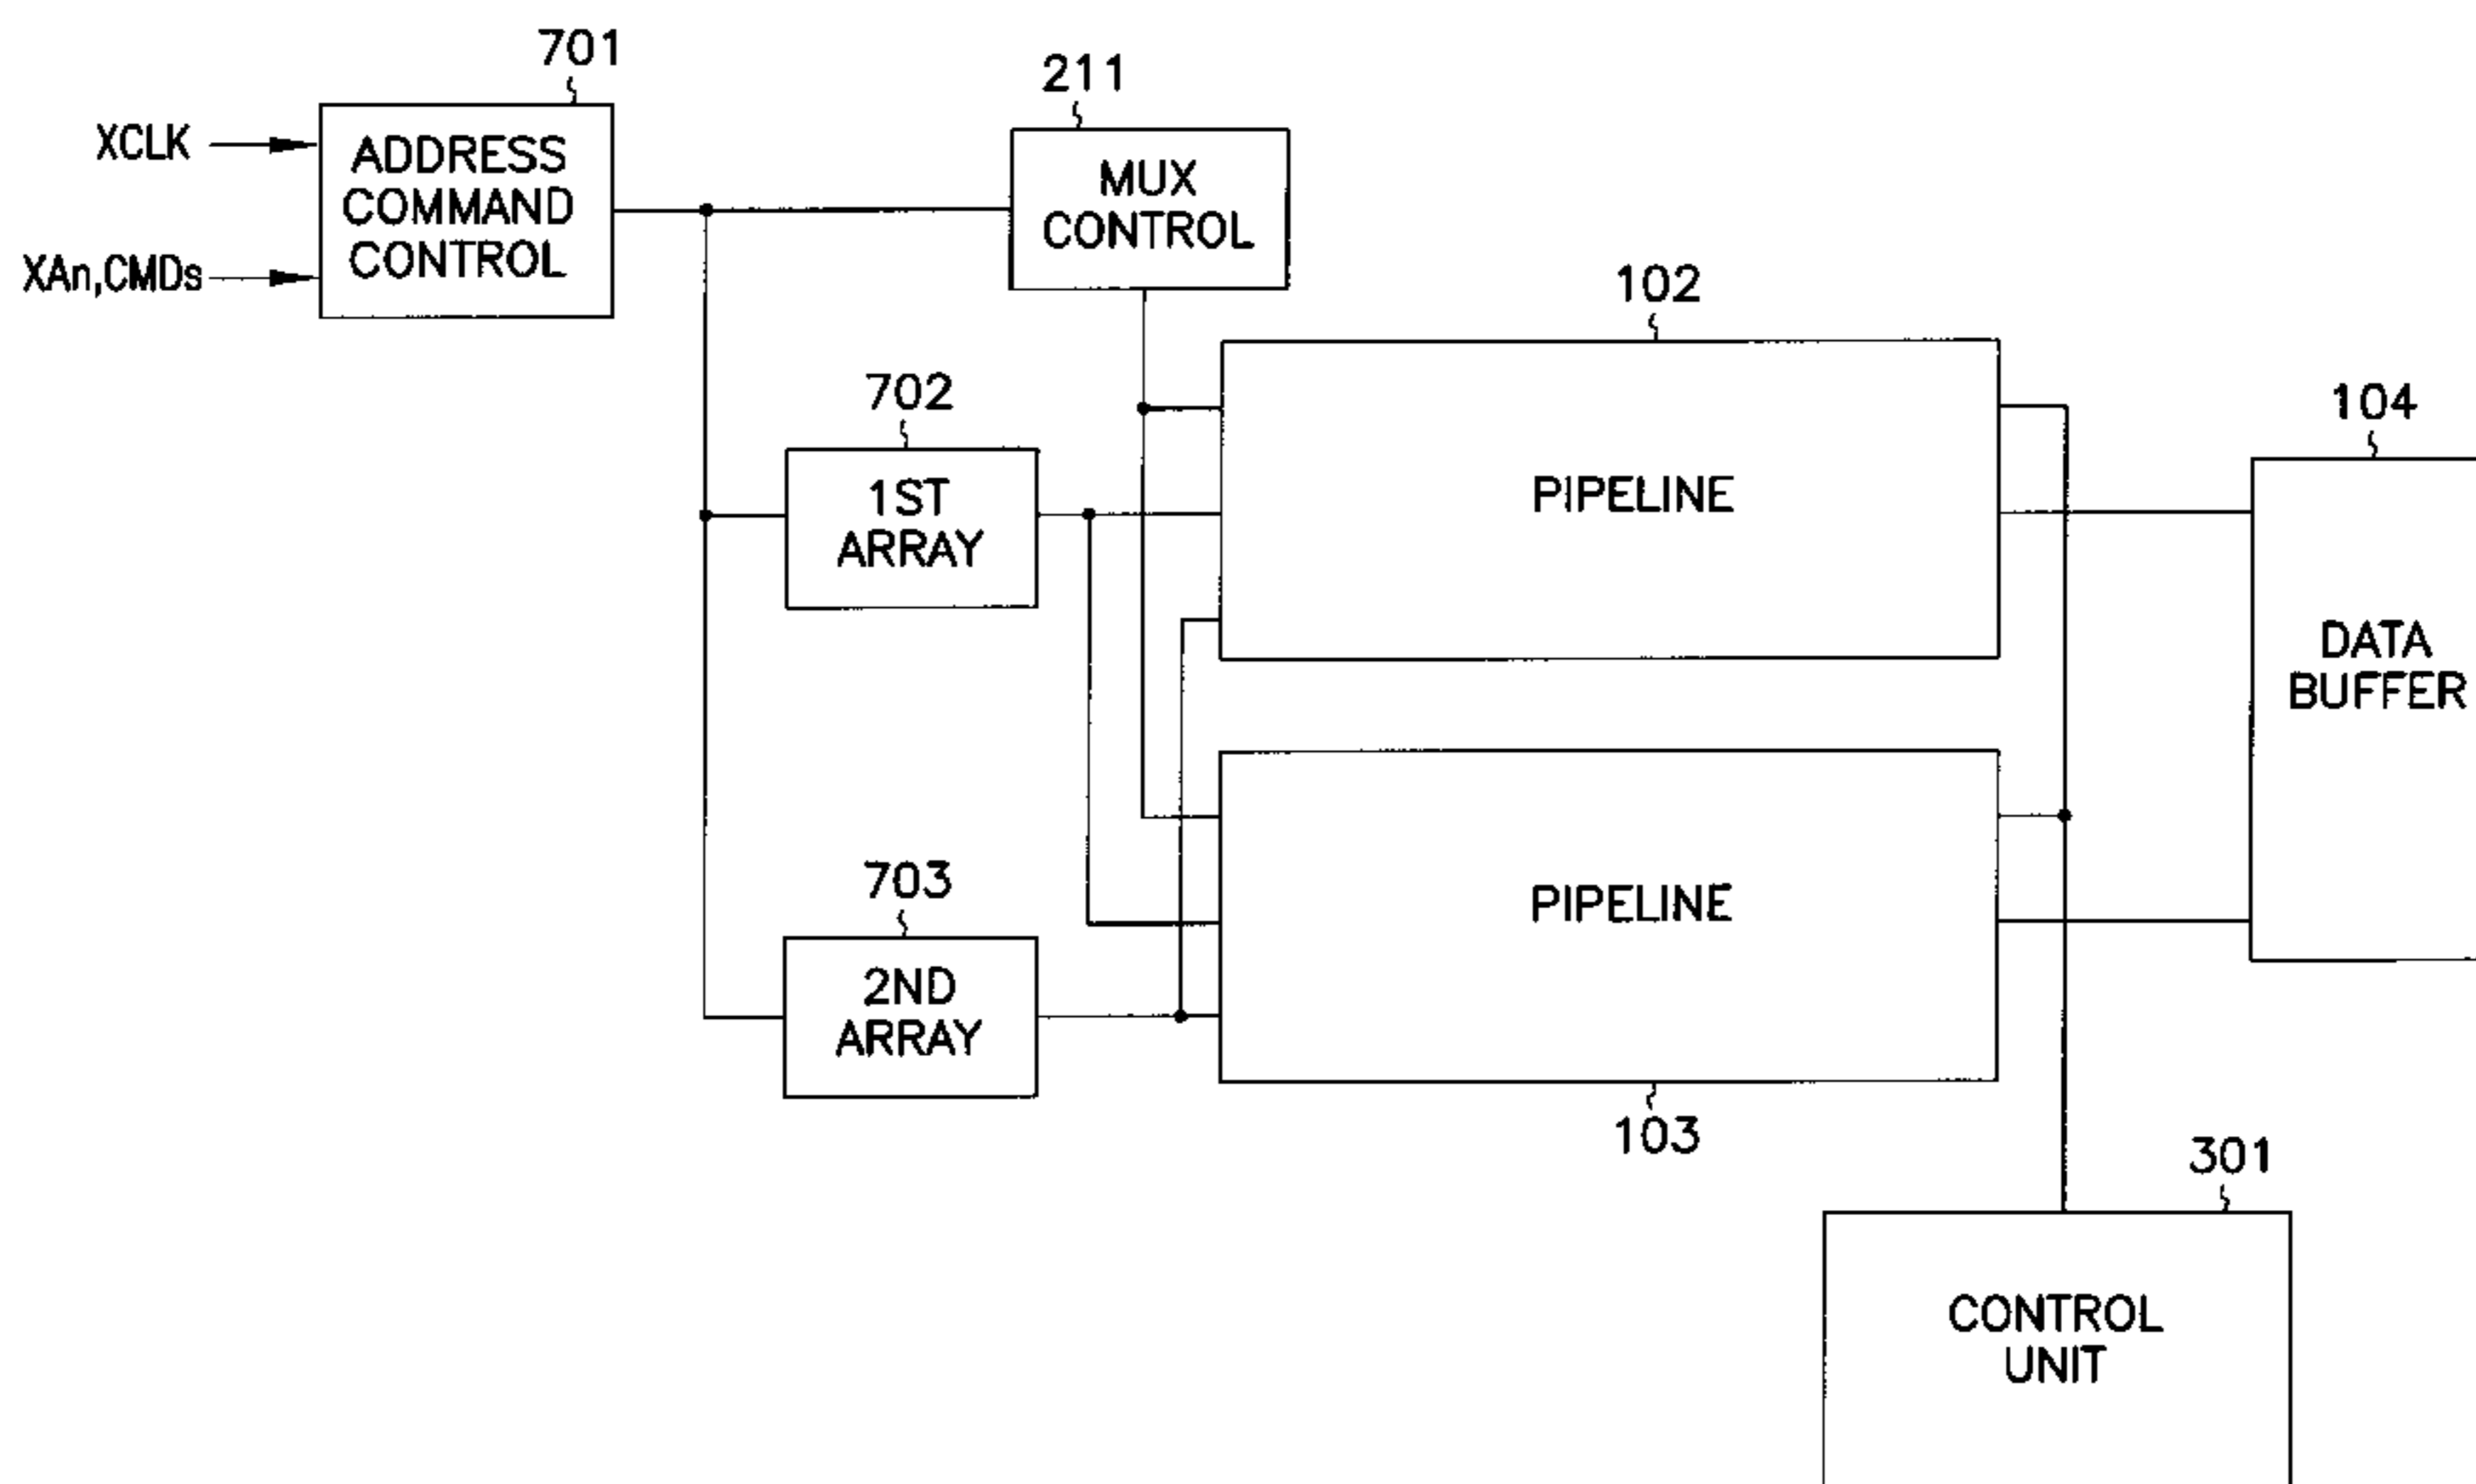 701
XCLK
ADDRESS
COMMAND
CONTROL
XAn,CMDs
211
MUX
CONTROL
102
PIPELINE
702
1ST
ARRAY
104
DATA
BUFFER
703
2ND
ARRAY
PIPELINE
103
301
CONTROL
UNIT